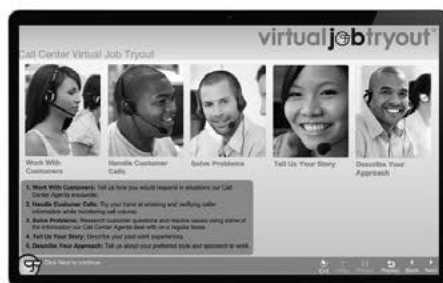 virtualjobtryout
Call Center Virtual Job Tryout
Work With
Customers
Handle Customer
Calls
Solve Problems
Tell Us Your Story
Describe Your
Approach
1. Work With Customers: Tell us how you would respond in situations our Call
Center Agents encounter.
2. Handle Customer Calls: Try your hand at entering and verifying caller
information while monitoring call volume.
3. Solve Problems: Research customer questions and resolve issues using some of
the information our Call Center Agents deal with on a regular basis.
4. Tell Us Your Story: Describe your past work experiences.
5. Describe Your Approach: Tell us about your preferred style and approach to work.
Click Next to continue
Exit
Pause
Replay
Back
Next